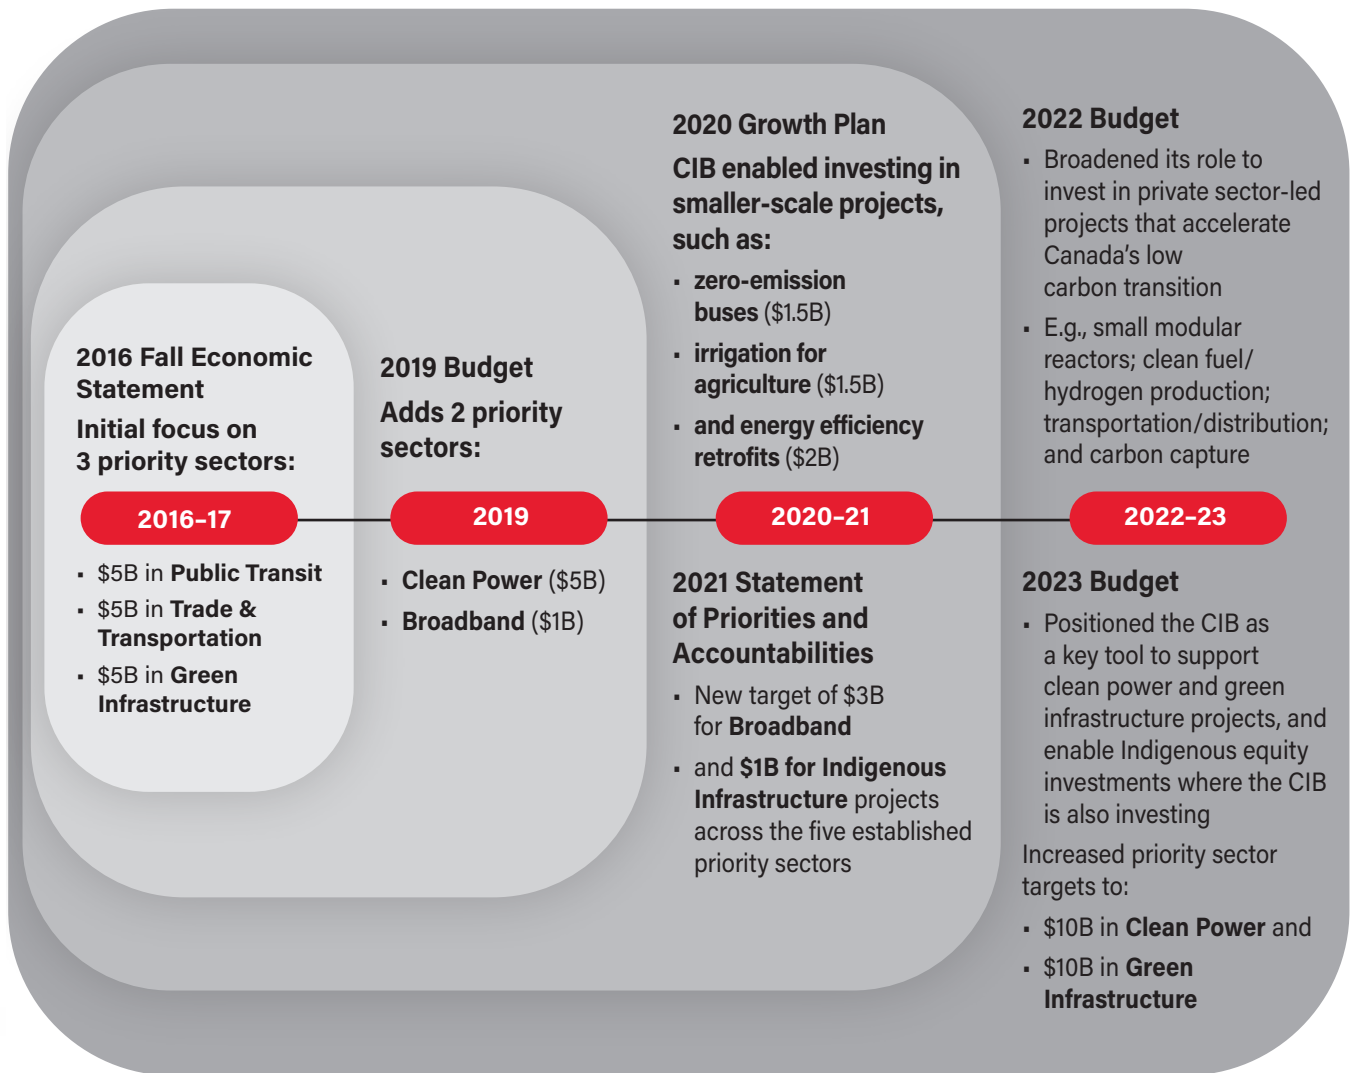 2016 Fall Economic
Statement
Initial focus on
3 priority sectors:
2016–17
▪ $5B in Public Transit
▪ $5B in Trade &
Transportation
▪ $5B in Green
Infrastructure
2019 Budget
Adds 2 priority
sectors:
2019
▪ Clean Power ($5B)
▪ Broadband ($1B)
2020 Growth Plan
CIB enabled investing in
smaller-scale projects,
such as:
▪ zero-emission
buses ($1.5B)
▪ irrigation for
agriculture ($1.5B)
▪ and energy efficiency
retrofits ($2B)
2020–21
2021 Statement
of Priorities and
Accountabilities
▪ New target of $3B
for Broadband
▪ and $1B for Indigenous
Infrastructure projects
across the five established
priority sectors
2022 Budget
▪ Broadened its role to
invest in private sector-led
projects that accelerate
Canada’s low
carbon transition
▪ E.g., small modular
reactors; clean fuel/
hydrogen production;
transportation/distribution;
and carbon capture
2022–23
2023 Budget
▪ Positioned the CIB as
a key tool to support
clean power and green
infrastructure projects, and
enable Indigenous equity
investments where the CIB
is also investing
Increased priority sector
targets to:
▪ $10B in Clean Power and
▪ $10B in Green
Infrastructure